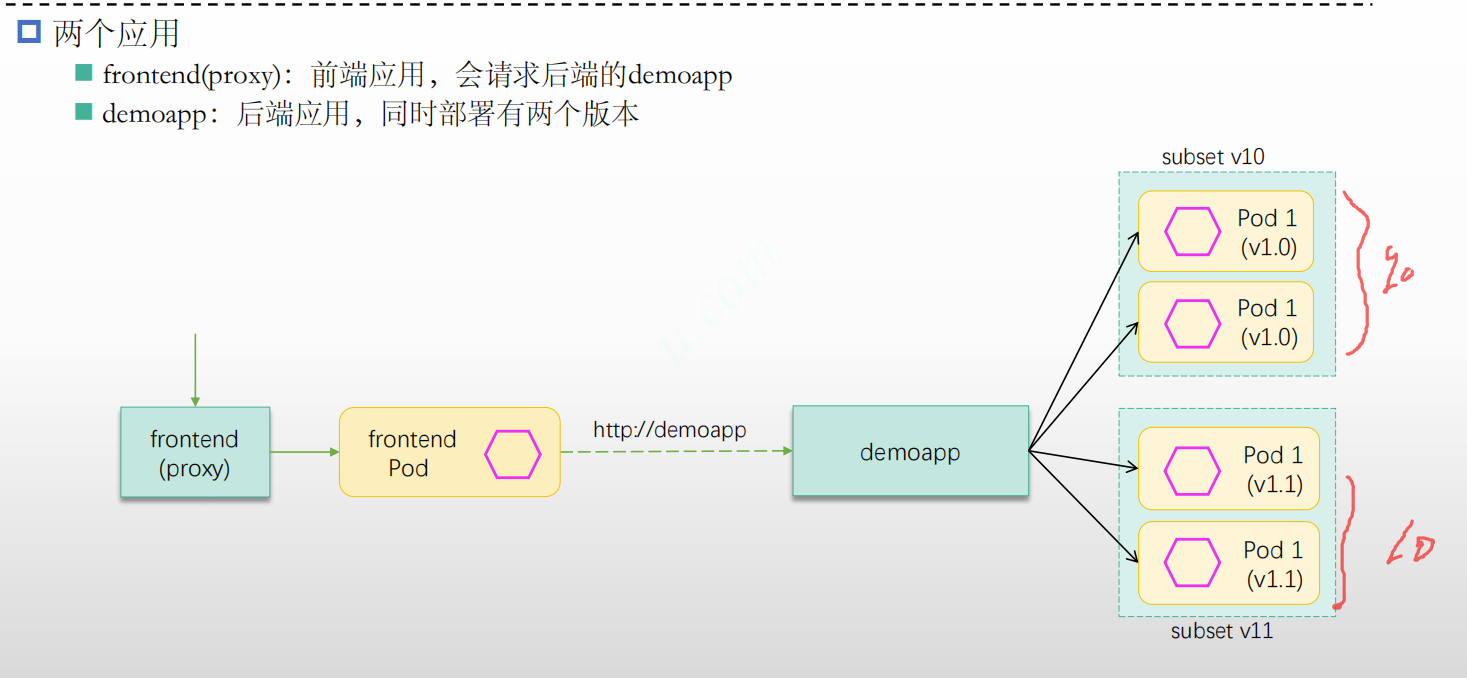 两个应用
frontend(proxy)：前端应用，会请求后端的demoapp
demoapp：后端应用，同时部署有两个版本
subset v10
Pod 1
(v1.0)
Pod 1
(v1.0)
frontend
(proxy)
frontend
Pod
http://demoapp
demoapp
Pod 1
(v1.1)
Pod 1
(v1.1)
subset v11
u.com